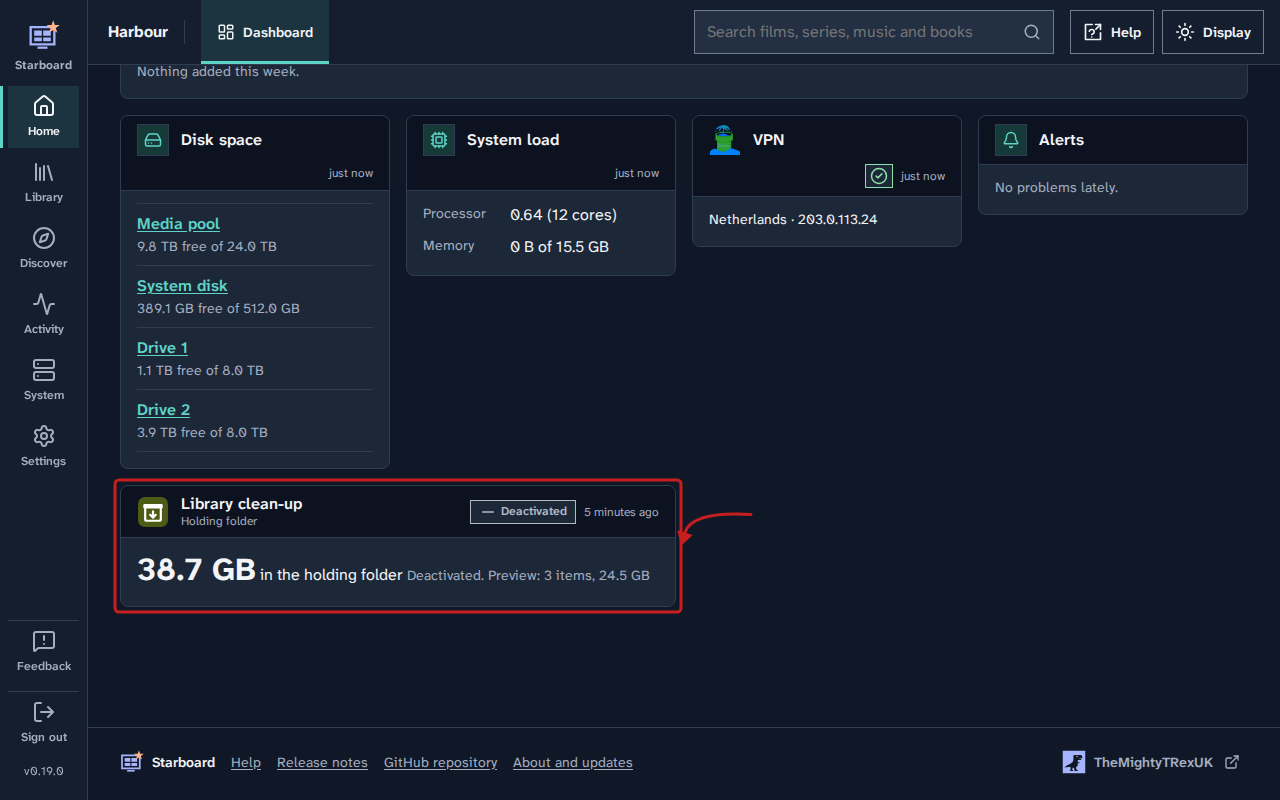 Starboard
Home
Library
Discover
Activity
System
Settings
Feedback
Sign out
v0.19.0
Harbour
Dashboard
Search films, series, music and books
Help
Display
Nothing added this week.
Disk space
just now
Media pool
9.8 TB free of 24.0 TB
System disk
389.1 GB free of 512.0 GB
Drive 1
1.1 TB free of 8.0 TB
Drive 2
3.9 TB free of 8.0 TB
System load
just now
Processor 0.64 (12 cores)
Memory 0 B of 15.5 GB
VPN
just now
Netherlands · 203.0.113.24
Alerts
No problems lately.
Library clean-up
Holding folder
— Deactivated 5 minutes ago
38.7 GB in the holding folder Deactivated. Preview: 3 items, 24.5 GB
Starboard Help Release notes GitHub repository About and updates
TheMightyTRexUK